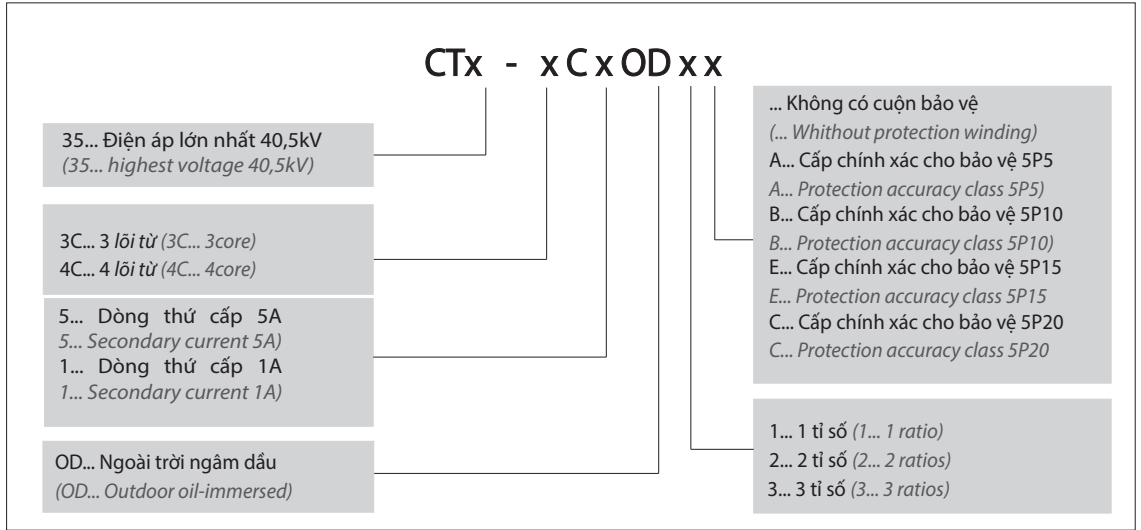 CTx - x C x OD x x
35... Điện áp lớn nhất 40,5kV
(35... highest voltage 40,5kV)
3C... 3 lõi từ (3C... 3core)
4C... 4 lõi từ (4C... 4core)
5... Dòng thứ cấp 5A
5... Secondary current 5A)
1... Dòng thứ cấp 1A
1... Secondary current 1A)
OD... Ngoài trời ngâm dầu
(OD... Outdoor oil-immersed)
... Không có cuộn bảo vệ
(... Whithout protection winding)
A... Cấp chính xác cho bảo vệ 5P5
A... Protection accuracy class 5P5)
B... Cấp chính xác cho bảo vệ 5P10
B... Protection accuracy class 5P10)
E... Cấp chính xác cho bảo vệ 5P15
E... Protection accuracy class 5P15
C... Cấp chính xác cho bảo vệ 5P20
C... Protection accuracy class 5P20
1... 1 tỉ số (1... 1 ratio)
2... 2 tỉ số (2... 2 ratios)
3... 3 tỉ số (3... 3 ratios)